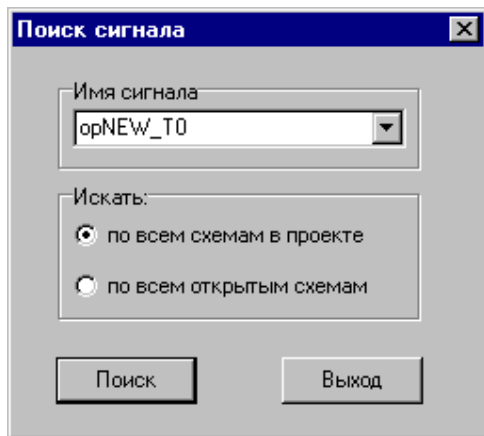 Поиск сигнала
Имя сигнала
opNEW_T0
Искать:
по всем схемам в проекте
по всем открытым схемам
Поиск
Выход